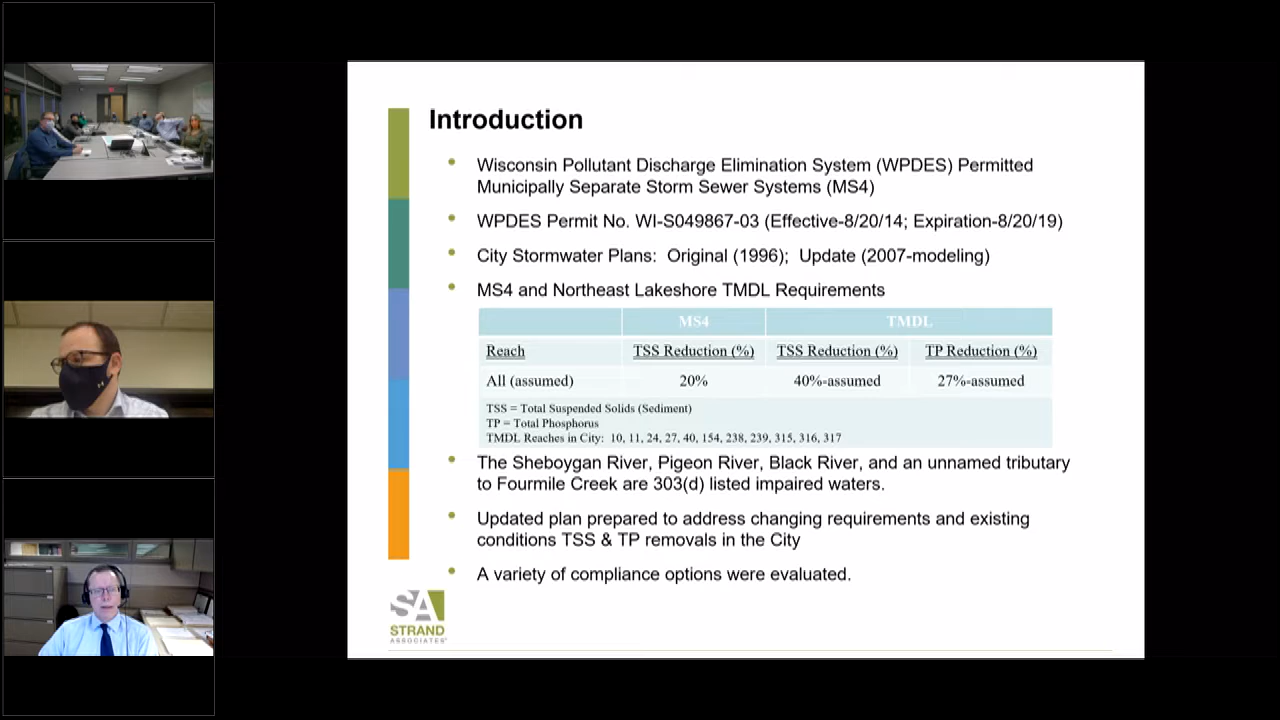 Introduction
Wisconsin Pollutant Discharge Elimination System (WPDES) Permitted
Municipally Separate Storm Sewer Systems (MS4)
WPDES Permit No. WI-S049867-03 (Effective-8/20/14; Expiration-8/20/19)
City Stormwater Plans: Original (1996); Update (2007-modeling)
MS4 and Northeast Lakeshore TMDL Requirements
MS4 TMDL
Reach TSS Reduction (%) TSS Reduction (%) TP Reduction (%)
All (assumed) 20% 40%-assumed 27%-assumed
TSS = Total Suspended Solids (Sediment)
TP = Total Phosphorus
TMDL Reaches in City: 10, 11, 24, 27, 40, 154, 238, 239, 315, 316, 317
The Sheboygan River, Pigeon River, Black River, and an unnamed tributary
to Fourmile Creek are 303(d) listed impaired waters.
Updated plan prepared to address changing requirements and existing
conditions TSS & TP removals in the City
A variety of compliance options were evaluated.
SA
STRAND
ASSOCIATES